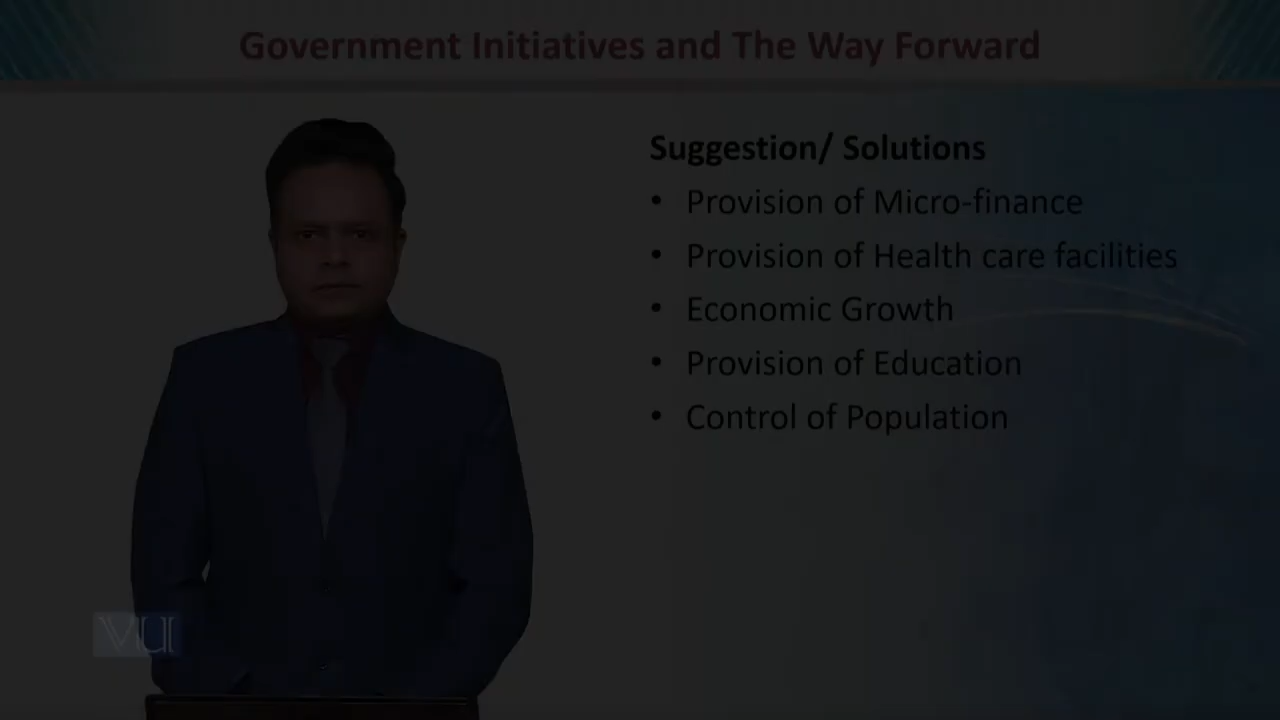 Government Initiatives and The Way Forward
Suggestion/ Solutions
• Provision of Micro-finance
• Provision of Health care facilities
• Economic Growth
• Provision of Education
• Control of Population
VU